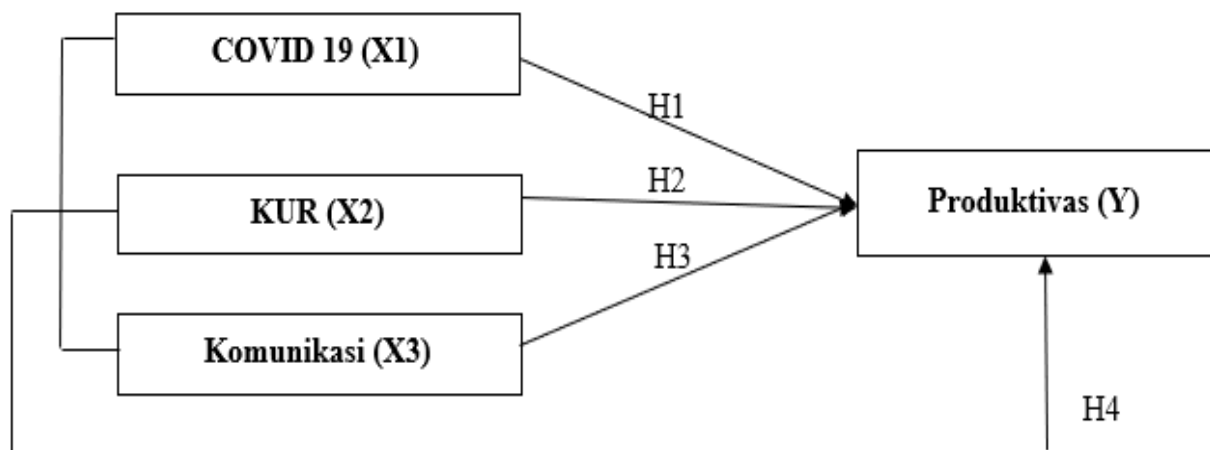 COVID 19 (X1)
H1
H2
Produktivas (Y)
KUR (X2)
H3
Komunikasi (X3)
H4